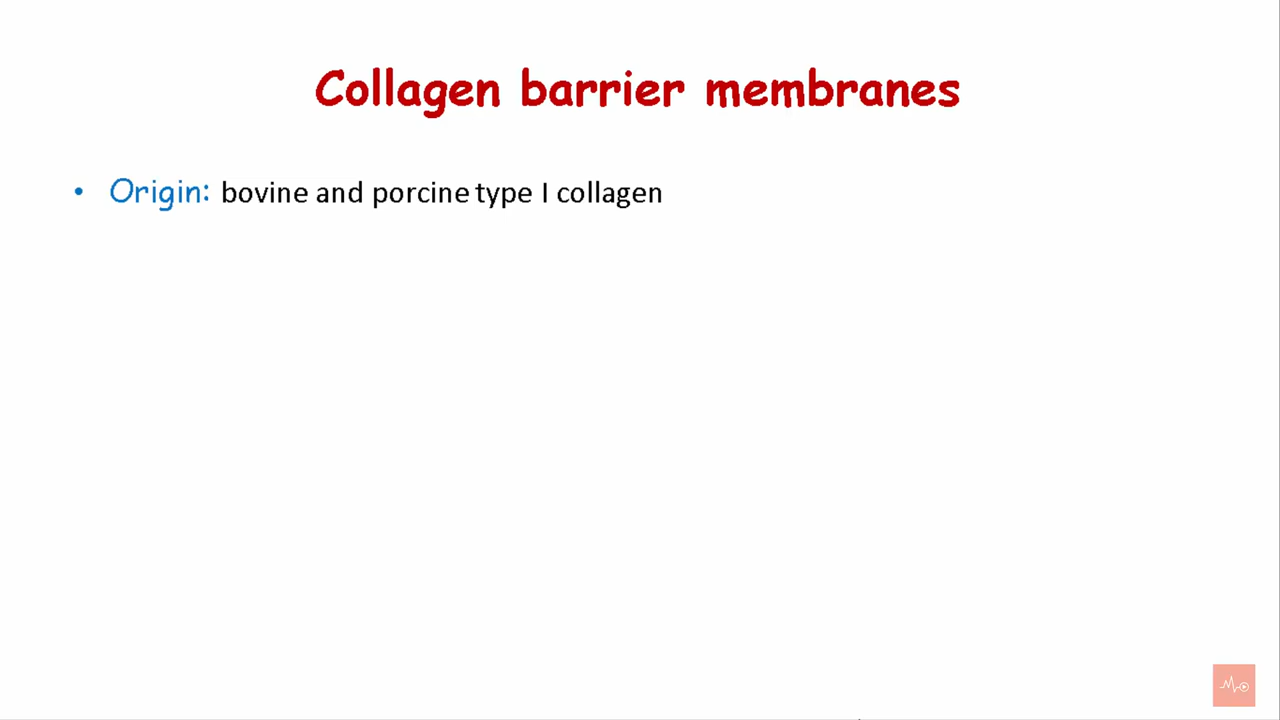 Collagen barrier membranes
• Origin: bovine and porcine type I collagen